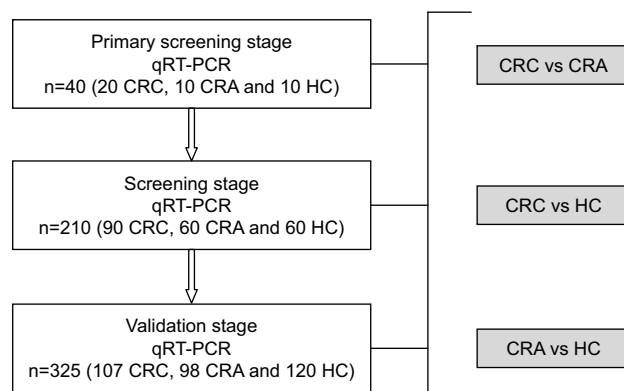 Primary screening stage
qRT-PCR
n=40 (20 CRC, 10 CRA and 10 HC)
CRC vs CRA
Screening stage
qRT-PCR
n=210 (90 CRC, 60 CRA and 60 HC)
CRC vs HC
Validation stage
qRT-PCR
n=325 (107 CRC, 98 CRA and 120 HC)
CRA vs HC